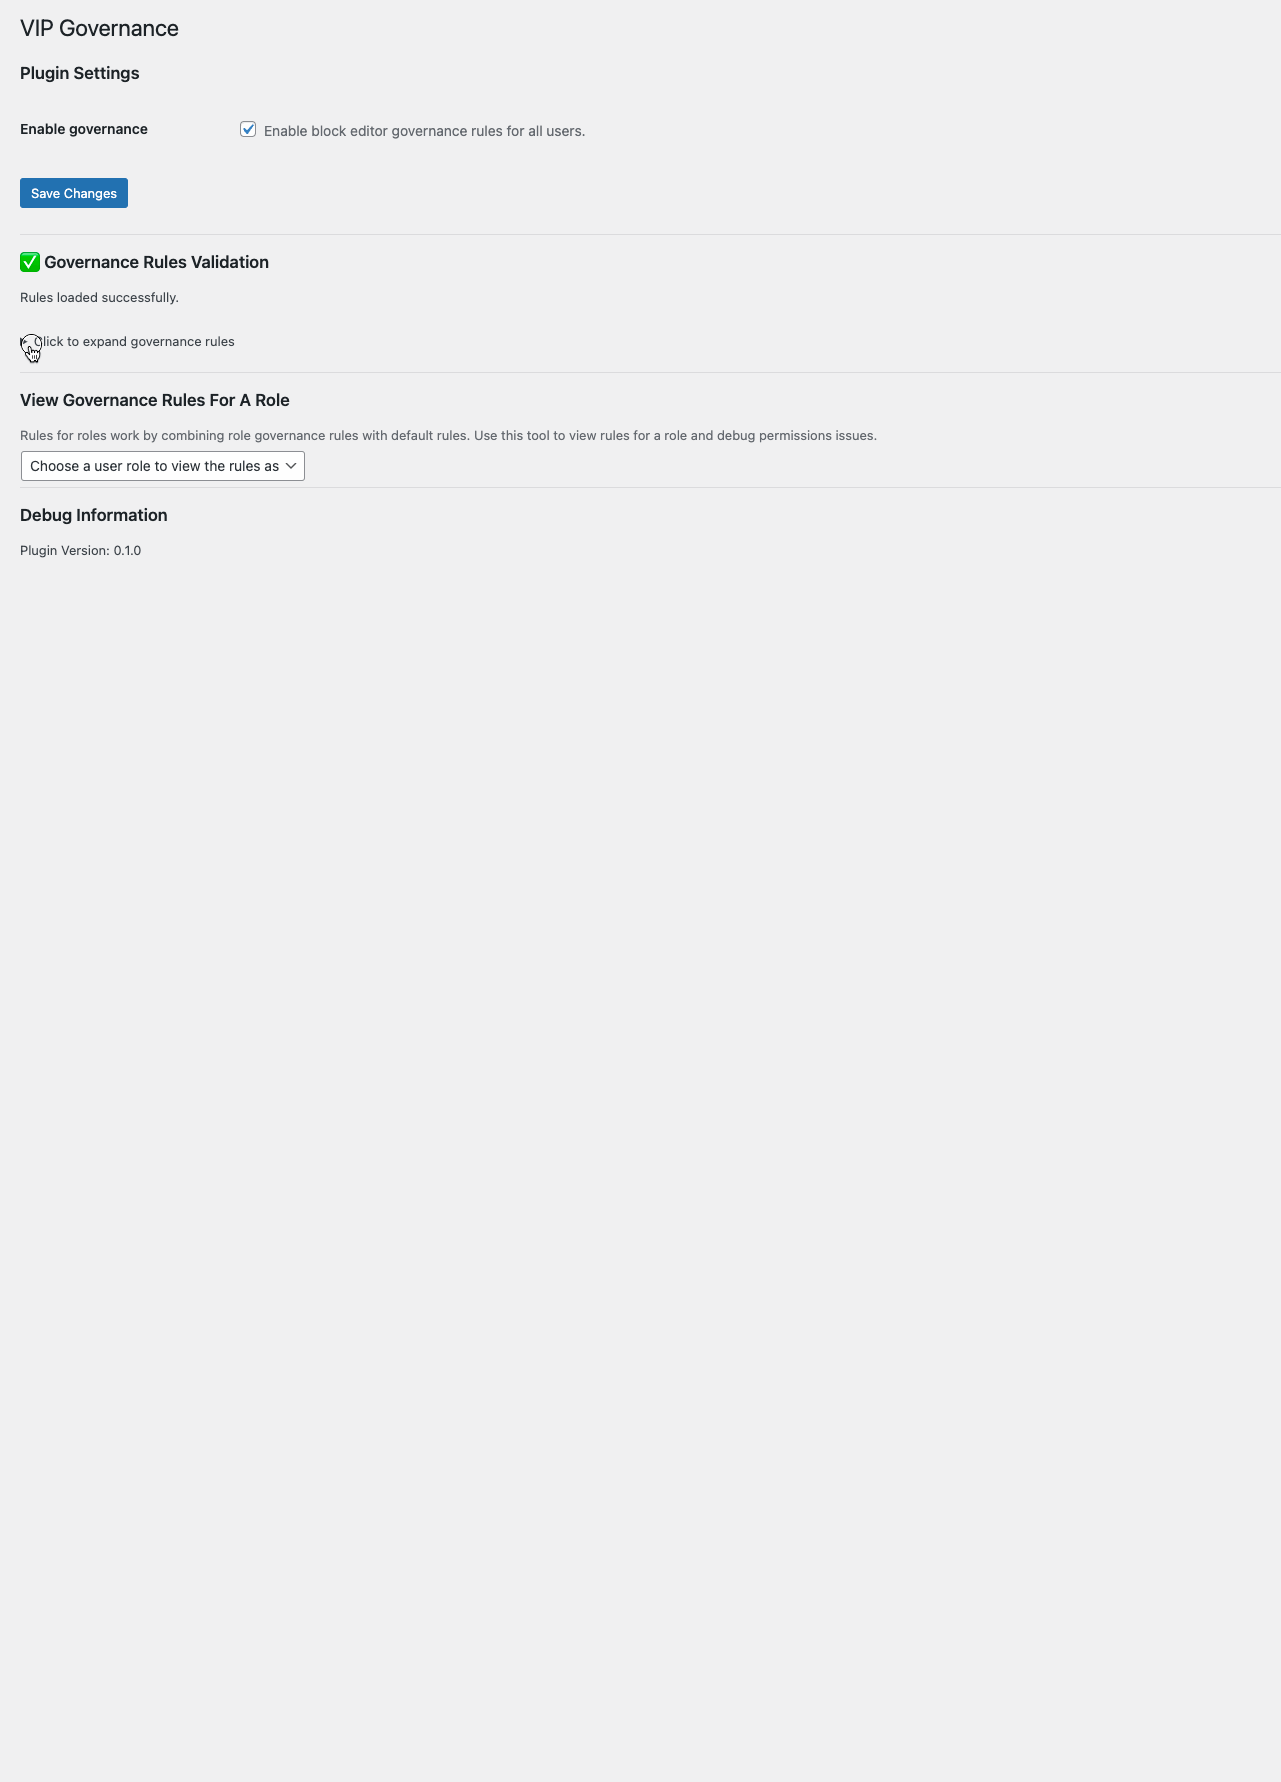 VIP Governance
Plugin Settings
Enable governance
Enable block editor governance rules for all users.
Save Changes
Governance Rules Validation
Rules loaded successfully.
Click to expand governance rules
View Governance Rules For A Role
Rules for roles work by combining role governance rules with default rules. Use this tool to view rules for a role and debug permissions issues.
Choose a user role to view the rules as
Debug Information
Plugin Version: 0.1.0